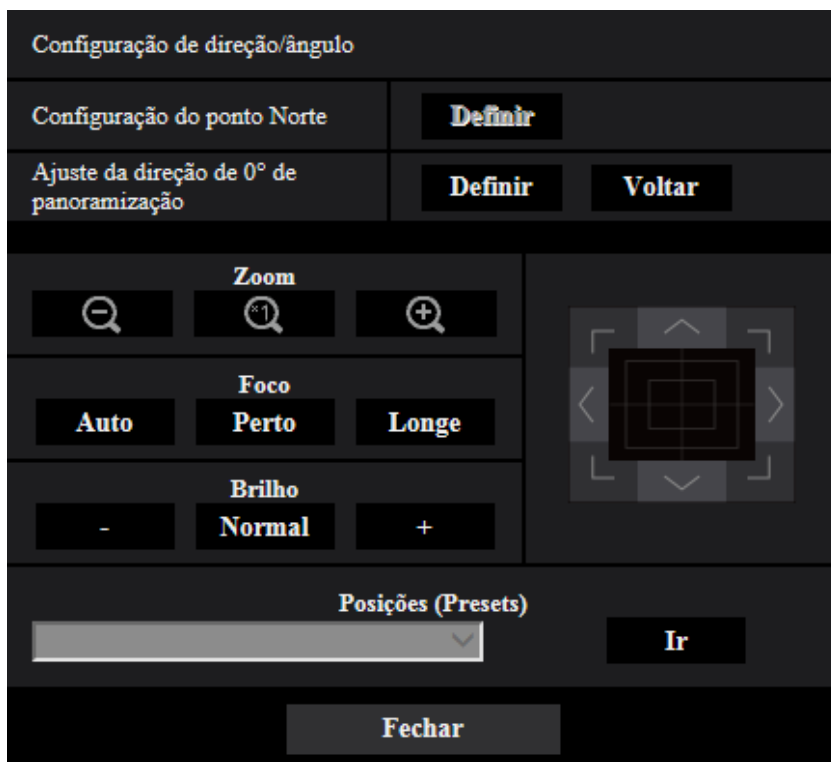 Configuração de direção/ângulo
Configuração do ponto Norte
Definir
Ajuste da direção de 0° de
panoramização
Definir Voltar
Zoom
×1
Foco
Auto Perto Longe
Brilho
- Normal +
Posições (Presets)
Ir
Fechar